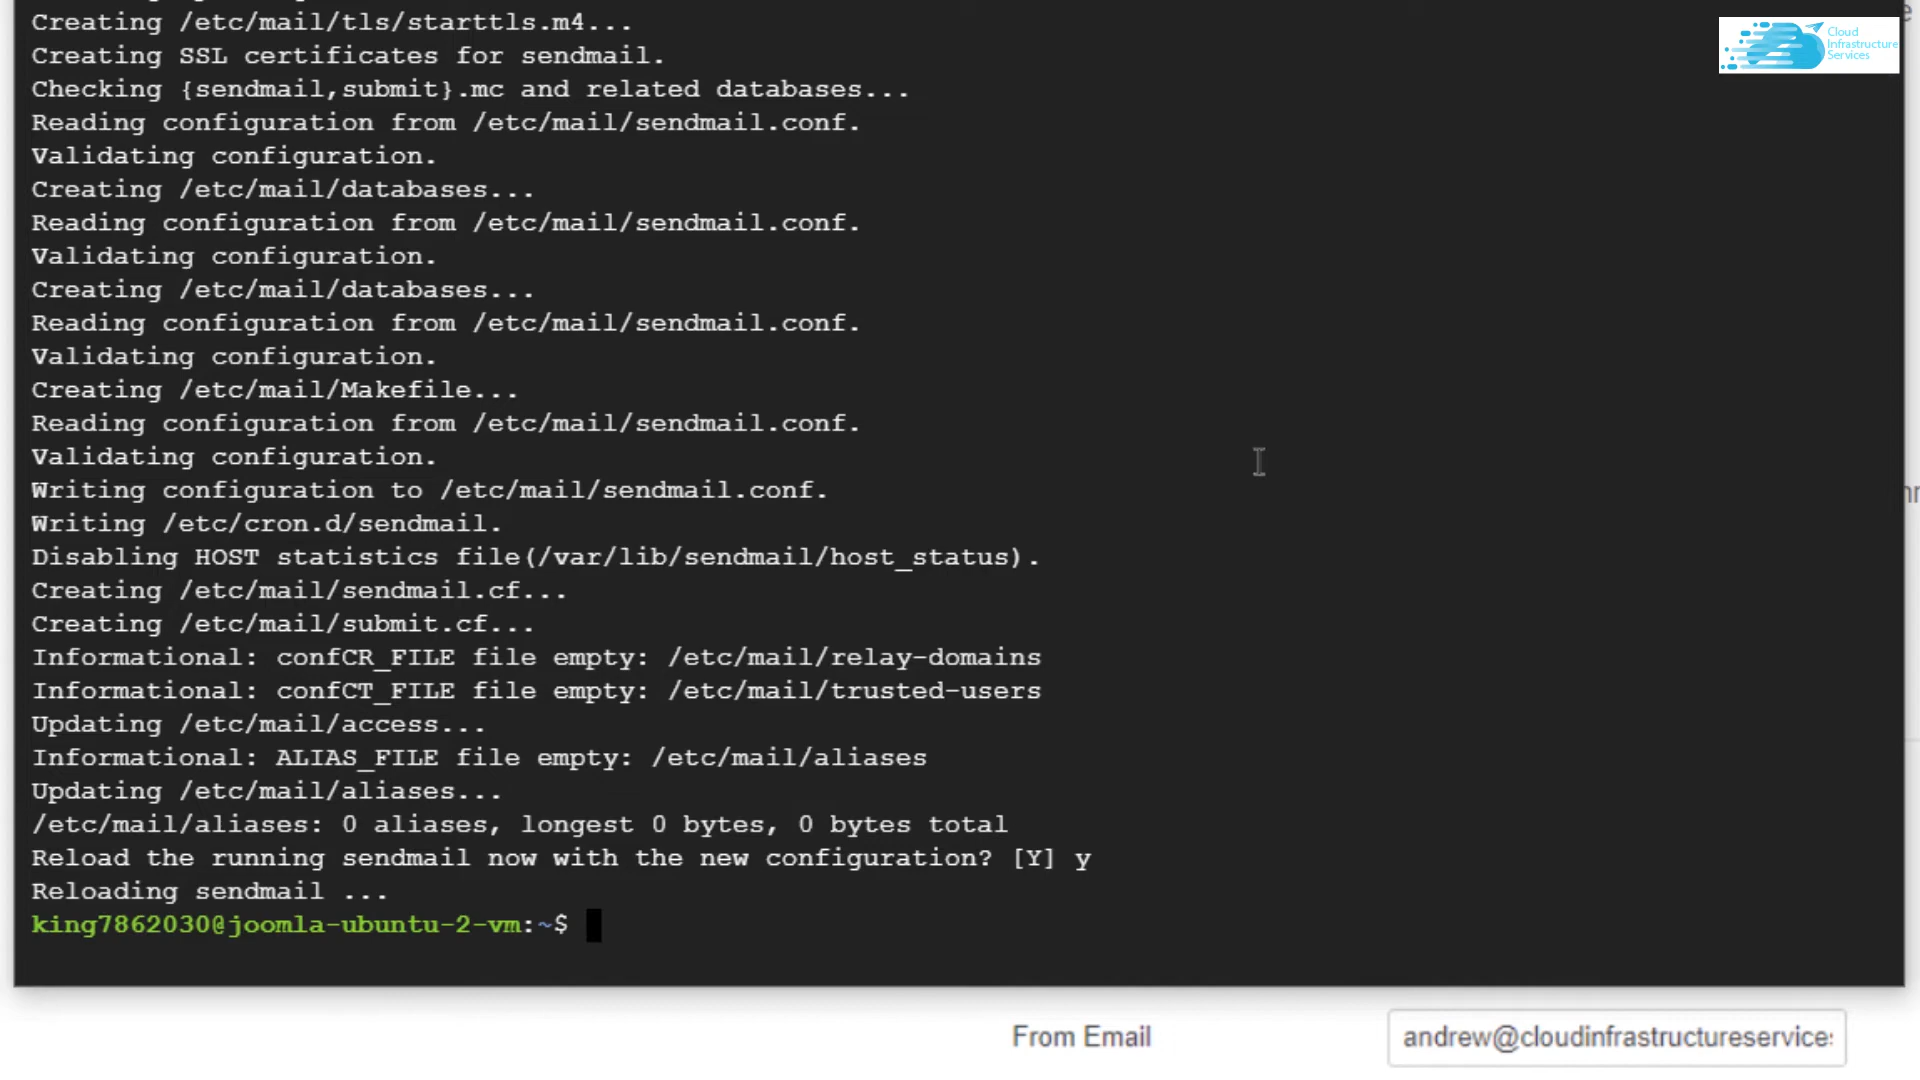 Creating /etc/mail/tls/starttls.m4...
Creating SSL certificates for sendmail.
Checking {sendmail,submit}.mc and related databases...
Reading configuration from /etc/mail/sendmail.conf.
Validating configuration.
Creating /etc/mail/databases...
Reading configuration from /etc/mail/sendmail.conf.
Validating configuration.
Creating /etc/mail/databases...
Reading configuration from /etc/mail/sendmail.conf.
Validating configuration.
Creating /etc/mail/Makefile...
Reading configuration from /etc/mail/sendmail.conf.
Validating configuration.
Writing configuration to /etc/mail/sendmail.conf.
Writing /etc/cron.d/sendmail.
Disabling HOST statistics file(/var/lib/sendmail/host_status).
Creating /etc/mail/sendmail.cf...
Creating /etc/mail/submit.cf...
Informational: confCR_FILE file empty: /etc/mail/relay-domains
Informational: confCT_FILE file empty: /etc/mail/trusted-users
Updating /etc/mail/access...
Informational: ALIAS_FILE file empty: /etc/mail/aliases
Updating /etc/mail/aliases...
/etc/mail/aliases: 0 aliases, longest 0 bytes, 0 bytes total
Reload the running sendmail now with the new configuration? [Y] y
Reloading sendmail ...
king7862030@joomla-ubuntu-2-vm:~$
Cloud
Infrastructure
Services
From Email
andrew@cloudinfrastructureservice